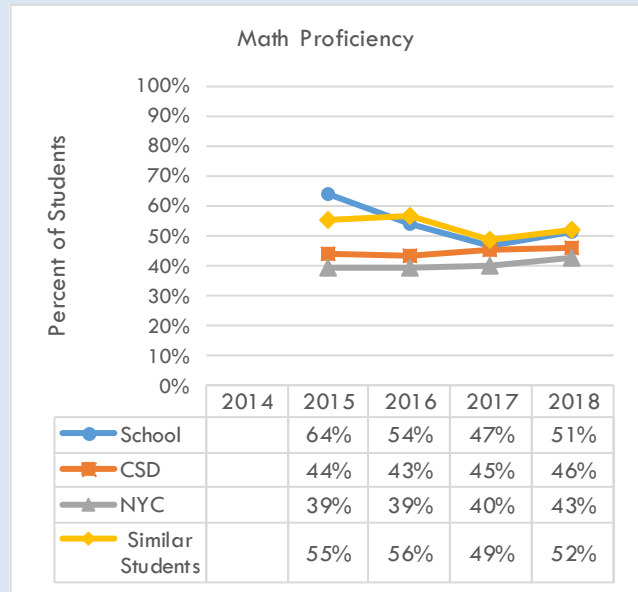 Math Proficiency
Percent of Students
100%
90%
80%
70%
60%
50%
40%
30%
20%
10%
0%
2014 2015 2016 2017 2018
School 64% 54% 47% 51%
CSD 44% 43% 45% 46%
NYC 39% 39% 40% 43%
Similar
Students 55% 56% 49% 52%